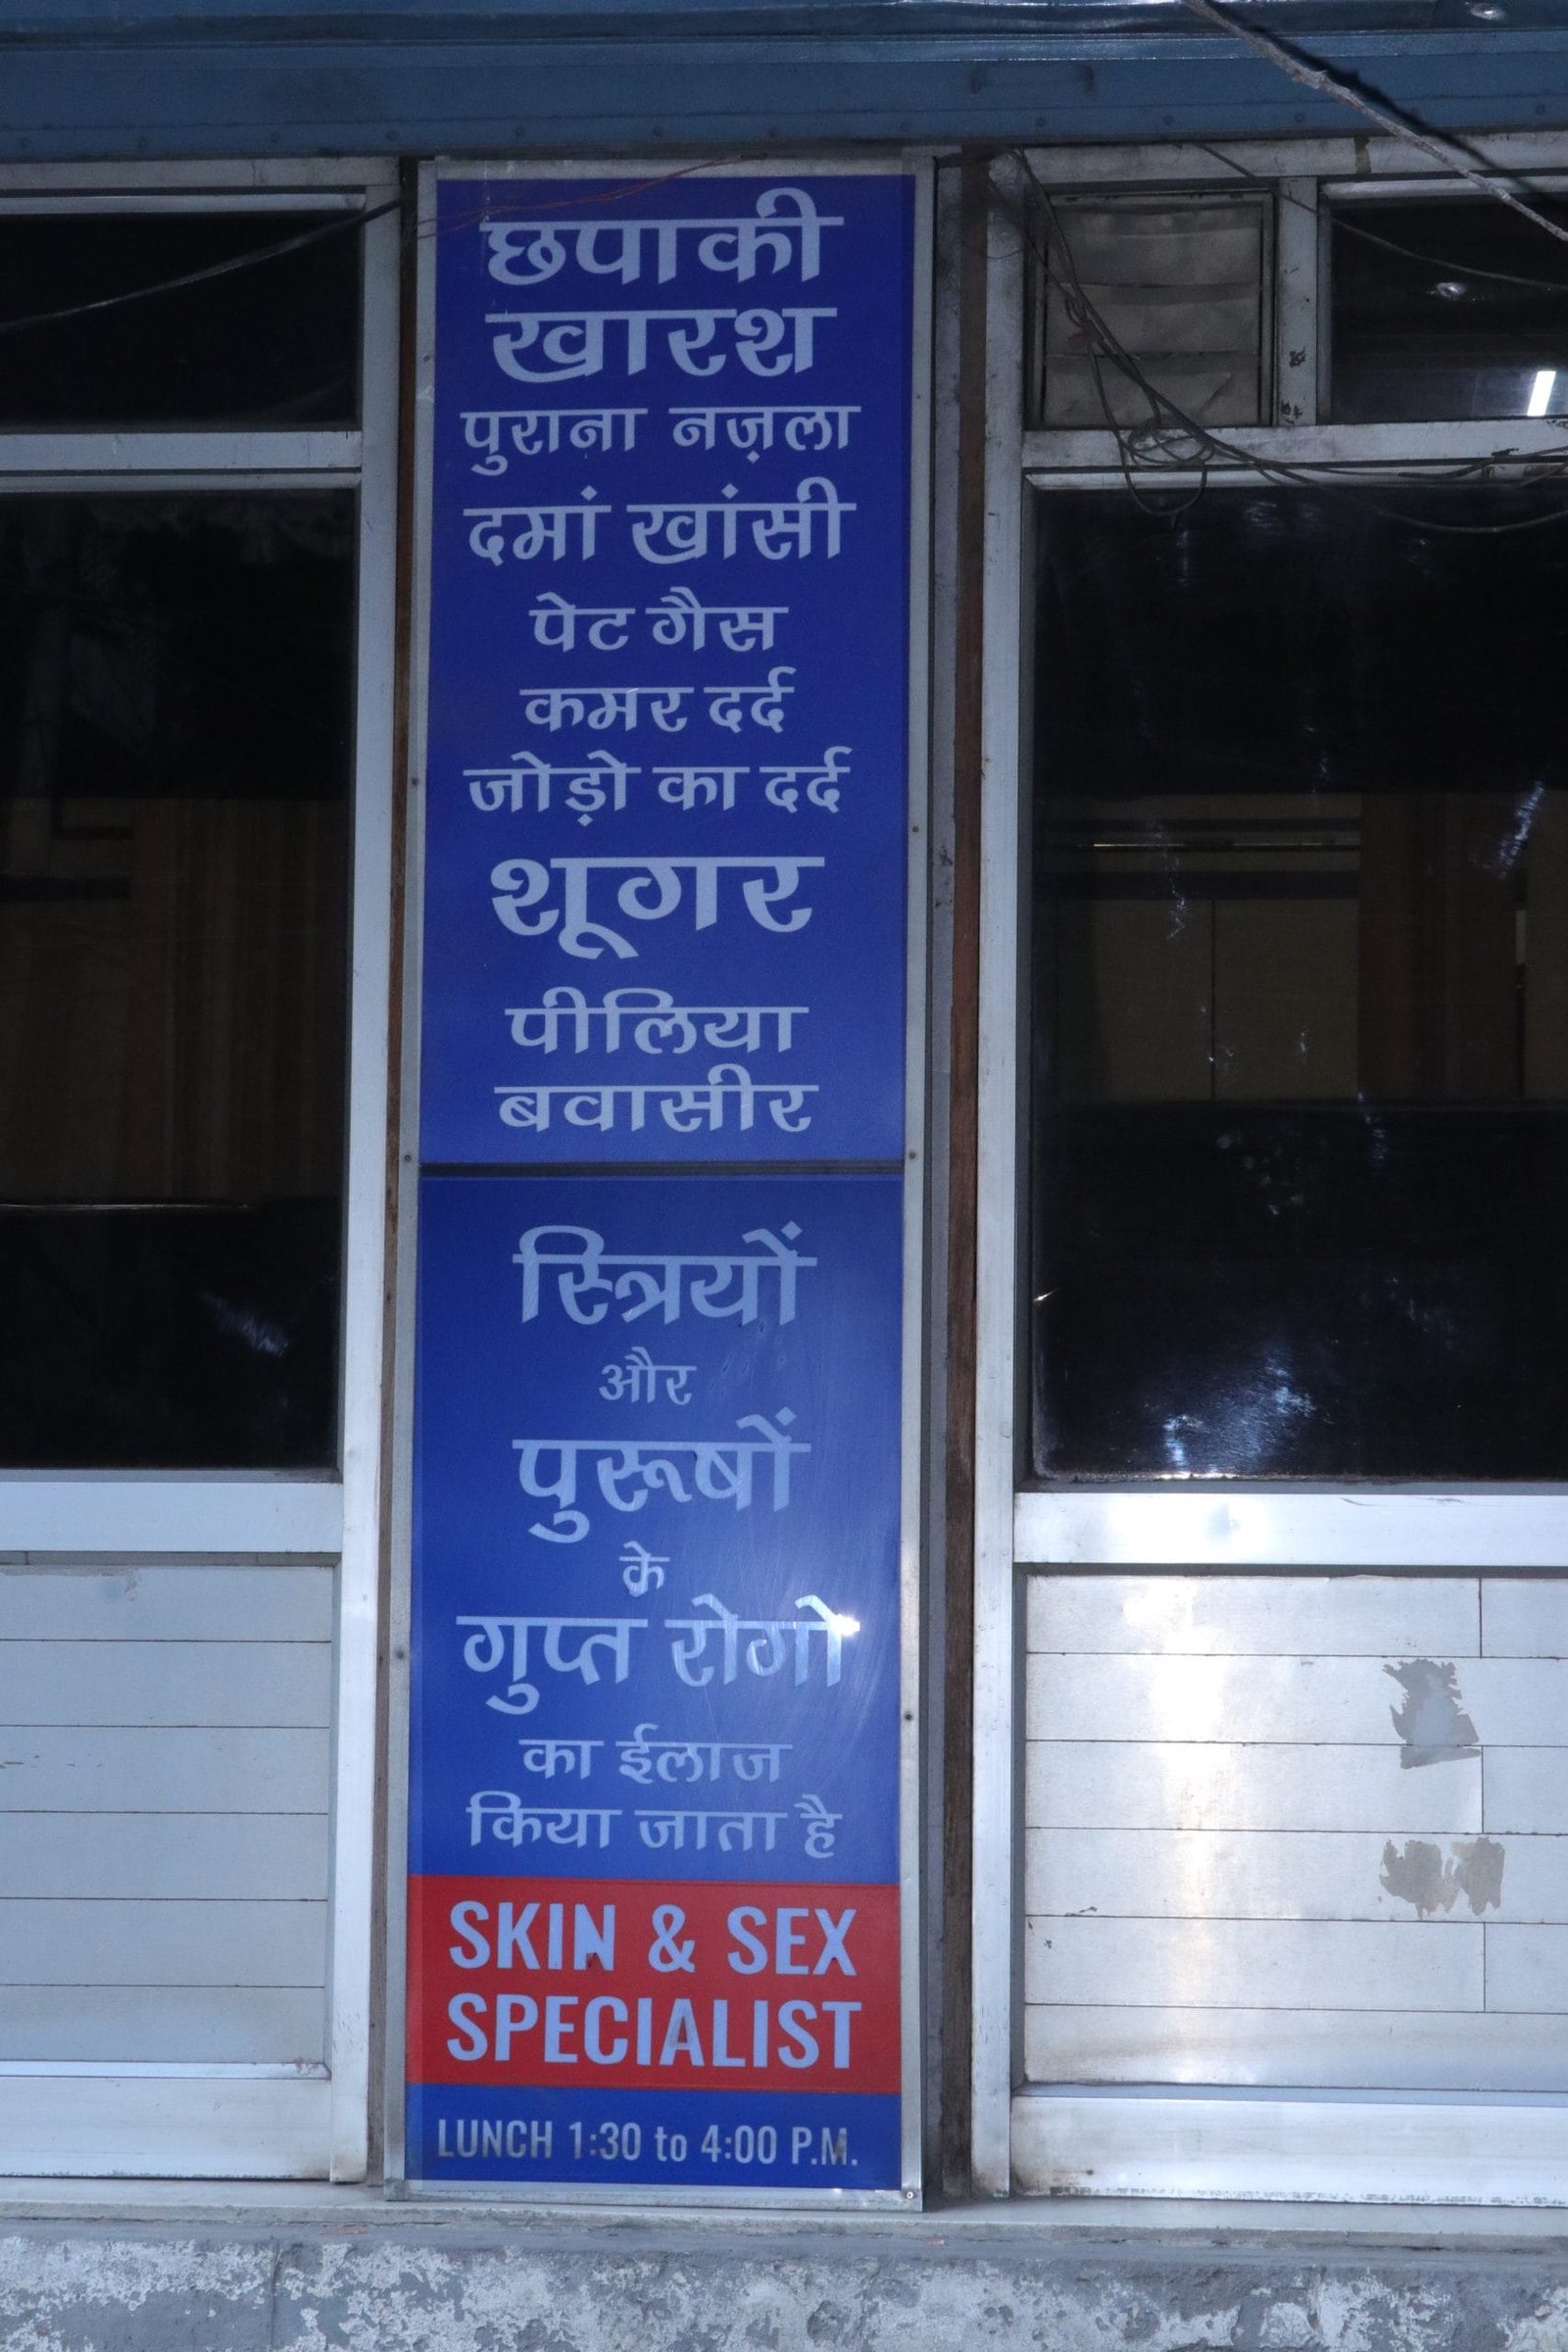 छपाकी
खारश
पुराना नज़ला
दमां खांसी
पेट गैस
कमर दर्द
जोड़ो का दर्द
शूगर
पीलिया
बवासीर
स्त्रियों
और
पुरूषों
के
गुप्त रोगो
का ईलाज
किया जाता है
SKIN & SEX
SPECIALIST
LUNCH 1:30 to 4:00 P.M.